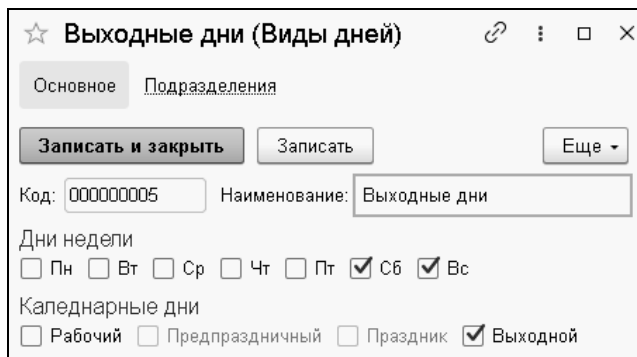 Выходные дни (Виды дней)
Основное Подразделения
Записать и закрыть Записать Еще
Код: 000000005 Наименование: Выходные дни
Дни недели
Пн Вт Ср Чт Пт Сб Вс
Каледнарные дни
Рабочий Предпраздничный Праздник Выходной